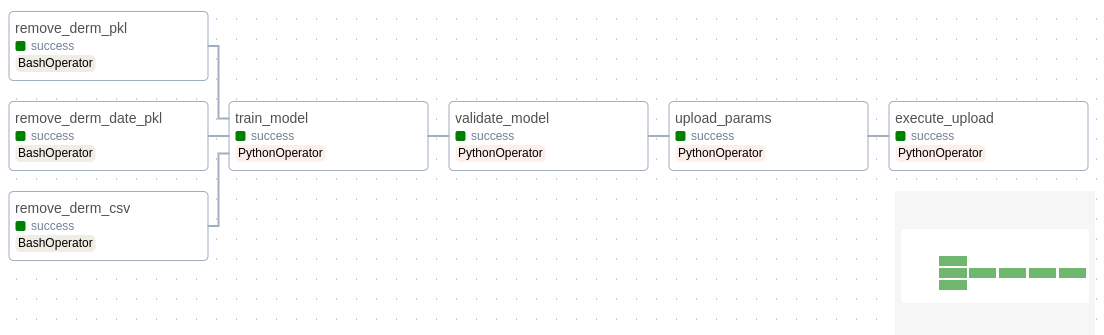 remove_derm_pkl
success
BashOperator
remove_derm_date_pkl
success
BashOperator
remove_derm_csv
success
BashOperator
train_model
success
PythonOperator
validate_model
success
PythonOperator
upload_params
success
PythonOperator
execute_upload
success
PythonOperator